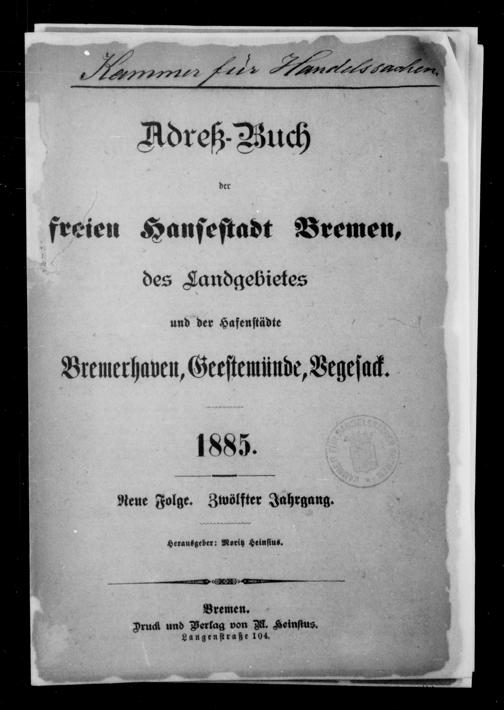 Kammer für Handelssachen.
Adreß-Buch
der
freien Hansestadt Bremen,
des Landgebietes
und der Hafenstädte
Bremerhaven, Geestemünde, Vegesack.
1885.
Neue Folge. Zwölfter Jahrgang.
Herausgeber: Moritz Heinsius.
Bremen.
Druck und Verlag von M. Heinsius.
Langenstraße 104.